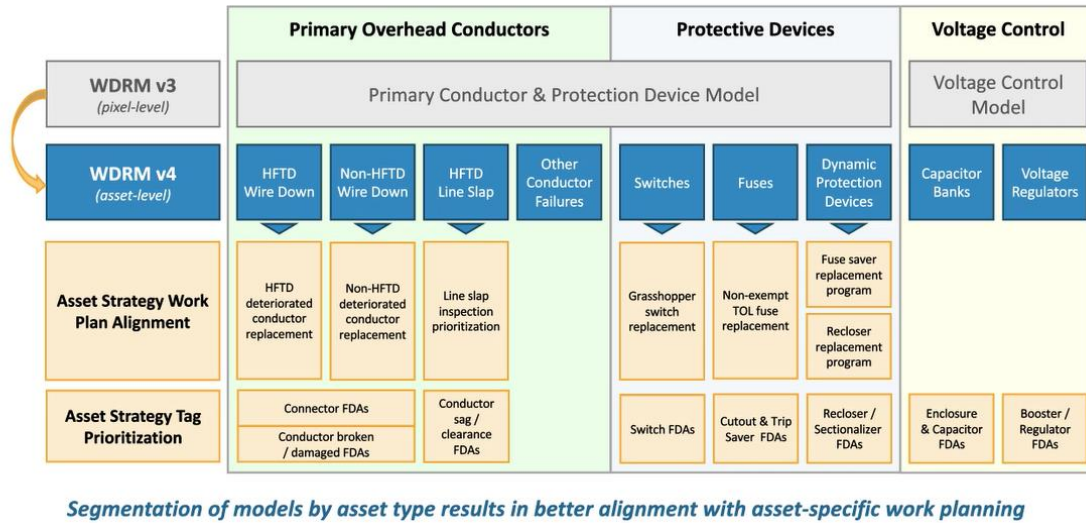 Primary Overhead Conductors
Protective Devices
Voltage Control
WDRM v3
(pixel-level)
Primary Conductor & Protection Device Model
Voltage Control
Model
WDRM v4
(asset-level)
HFTD
Wire Down
Non-HFTD
Wire Down
HFTD
Line Slap
Other
Conductor
Failures
Switches
Fuses
Dynamic
Protection
Devices
Capacitor
Banks
Voltage
Regulators
Asset Strategy Work
Plan Alignment
HFTD
deteriorated
conductor
replacement
Non-HFTD
deteriorated
conductor
replacement
Line slap
inspection
prioritization
Grasshopper
switch
replacement
Non-exempt
TOL fuse
replacement
Fuse saver
replacement
program
Recloser
replacement
program
Asset Strategy Tag
Prioritization
Connector FDAs
Conductor broken
/ damaged FDAs
Conductor
sag /
clearance
FDAs
Switch FDAs
Cutout & Trip
Saver FDAs
Recloser /
Sectionalizer
FDAs
Enclosure
& Capacitor
FDAs
Booster /
Regulator FDAs
Segmentation of models by asset type results in better alignment with asset-specific work planning